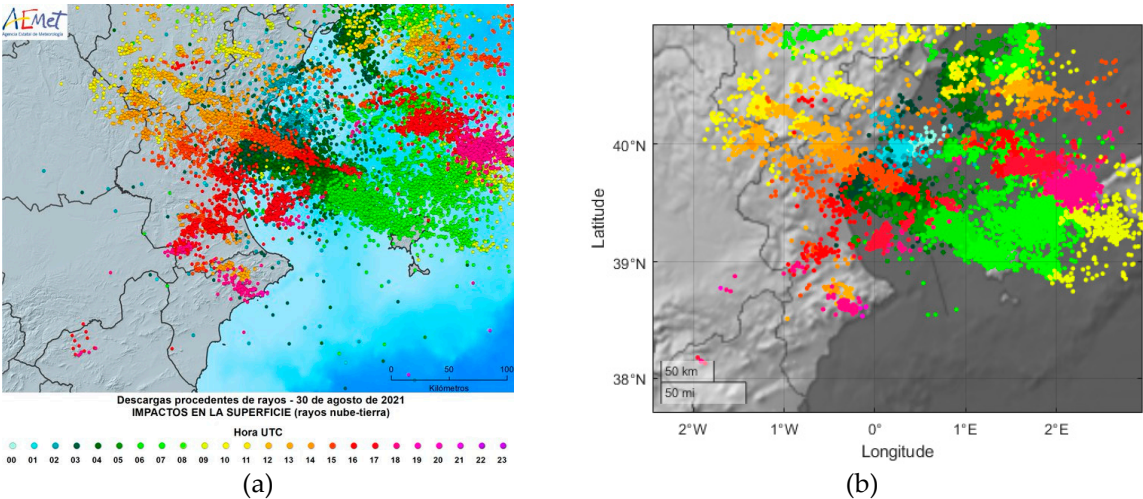 AEmet
Agencia Estatal de Meteorología
0 50 100
Kilómetros
Descargas procedentes de rayos - 30 de agosto de 2021
IMPACTOS EN LA SUPERFICIE (rayos nube-tierra)
Hora UTC
00 01 02 03 04 05 06 07 08 09 10 11 12 13 14 15 16 17 18 19 20 21 22 23
(a)
Latitude
40°N
39°N
38°N
50 km
50 mi
2°W 1°W 0° 1°E 2°E
Longitude
(b)